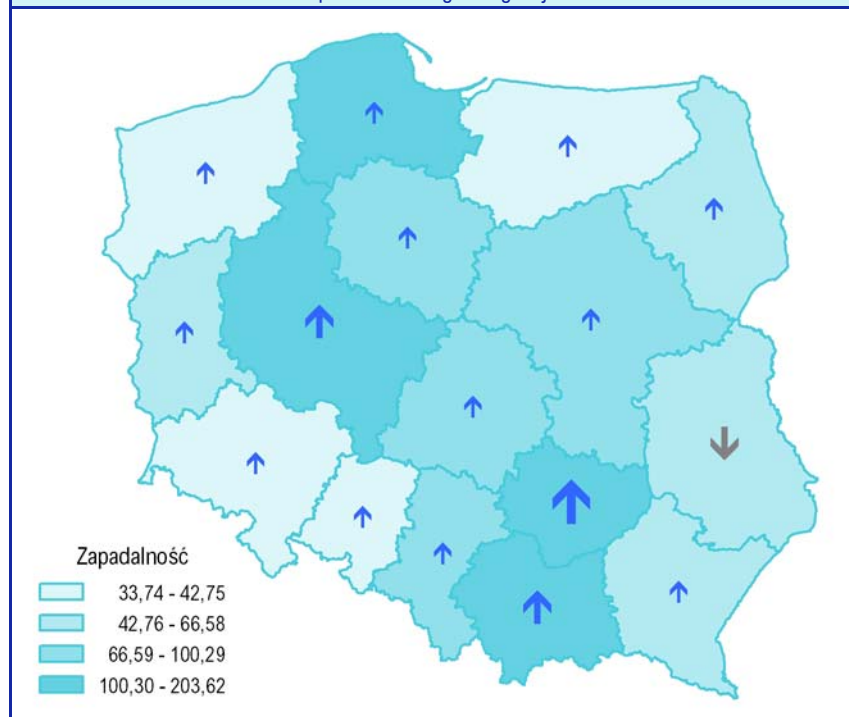 Zapadalność
33,74 - 42,75
42,76 - 66,58
66,59 - 100,29
100,30 - 203,62